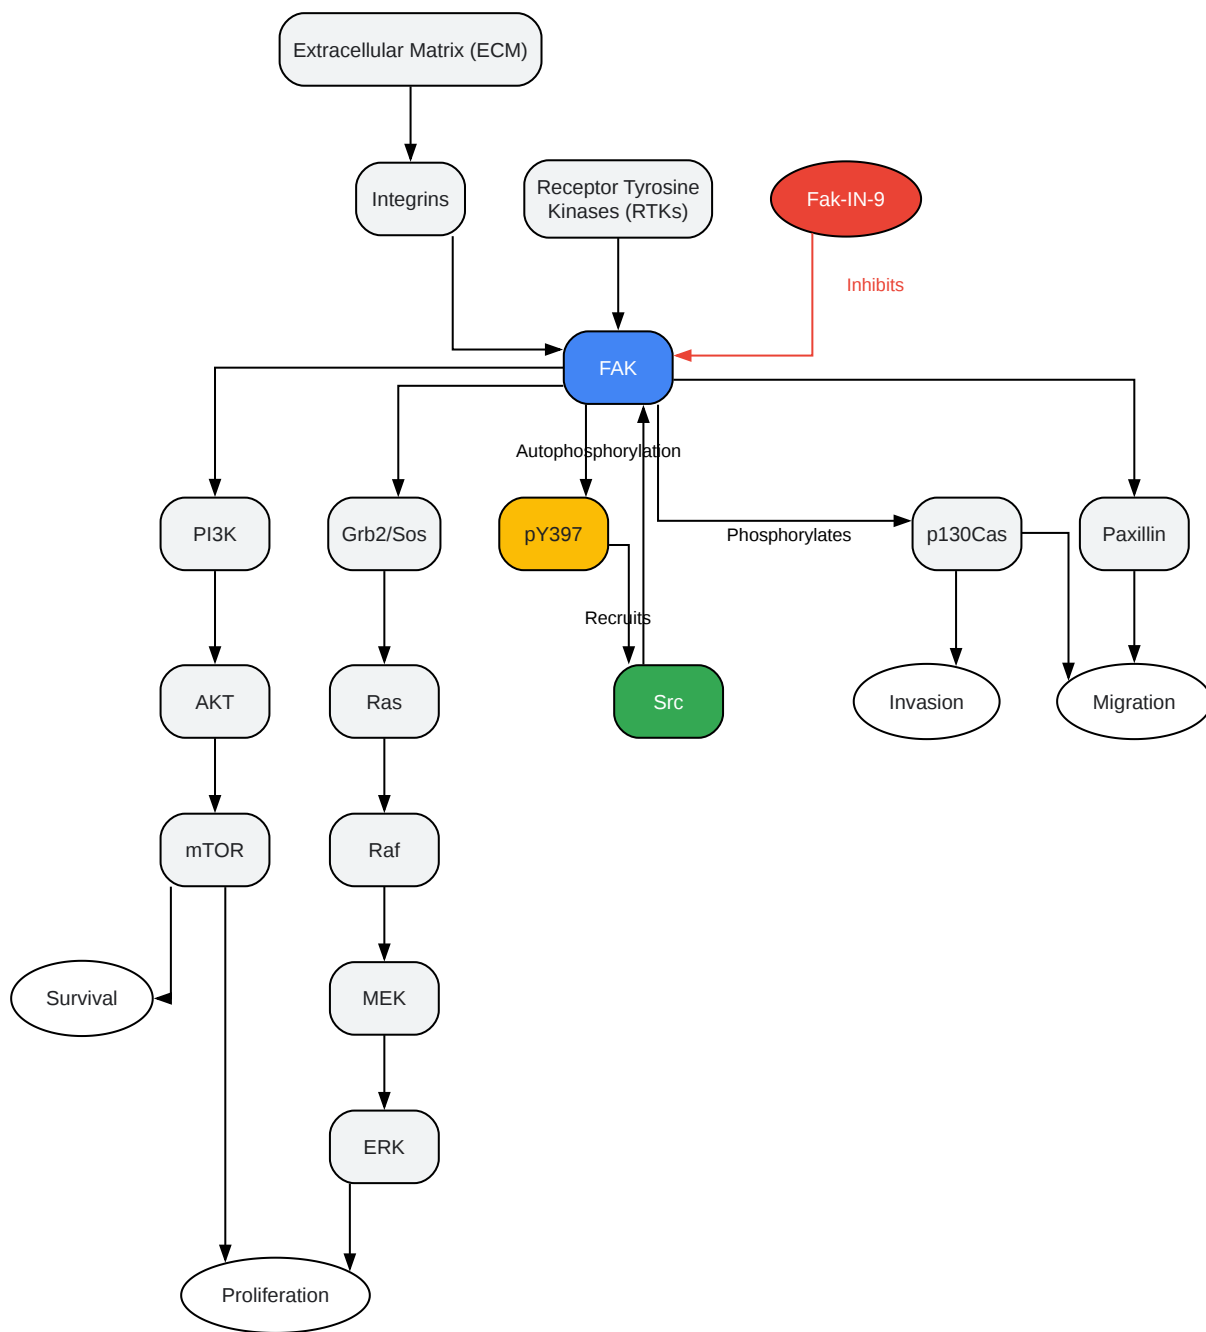 Extracellular Matrix (ECM)
Integrins
Receptor Tyrosine
Kinases (RTKs)
Fak-IN-9
Inhibits
FAK
Autophosphorylation
PI3K
Grb2/Sos
pY397
Phosphorylates
p130Cas
Paxillin
Recruits
AKT
Ras
Src
Invasion
Migration
mTOR
Raf
Survival
MEK
ERK
Proliferation